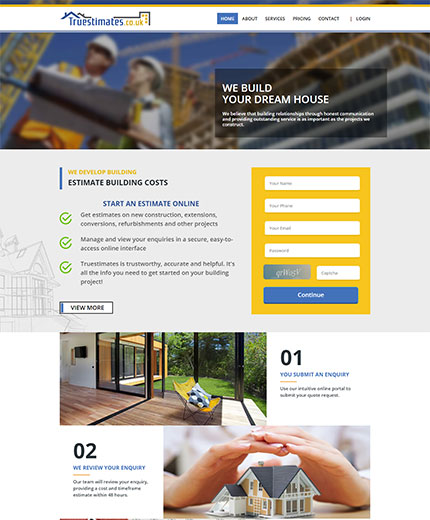 Truestimates.co.uk
HOME ABOUT SERVICES PRICING CONTACT | LOGIN
WE BUILD
YOUR DREAM HOUSE
We believe that building relationships through honest communication
and providing outstanding service is as important as the projects we
construct.
WE DEVELOP BUILDING
ESTIMATE BUILDING COSTS
START AN ESTIMATE ONLINE
Get estimates on new construction, extensions,
conversions, refurbishments and other projects
Manage and view your enquiries in a secure, easy-to-
access online interface
Truestimates is trustworthy, accurate and helpful. It's
all the info you need to get started on your building
project!
VIEW MORE
Your Name
Your Phone
Your Email
Password
Captcha
Continue
01
YOU SUBMIT AN ENQUIRY
Use our intuitive online portal to
submit your quote request.
02
WE REVIEW YOUR ENQUIRY
Our team will review your enquiry,
providing a cost and timeframe
estimate within 48 hours.